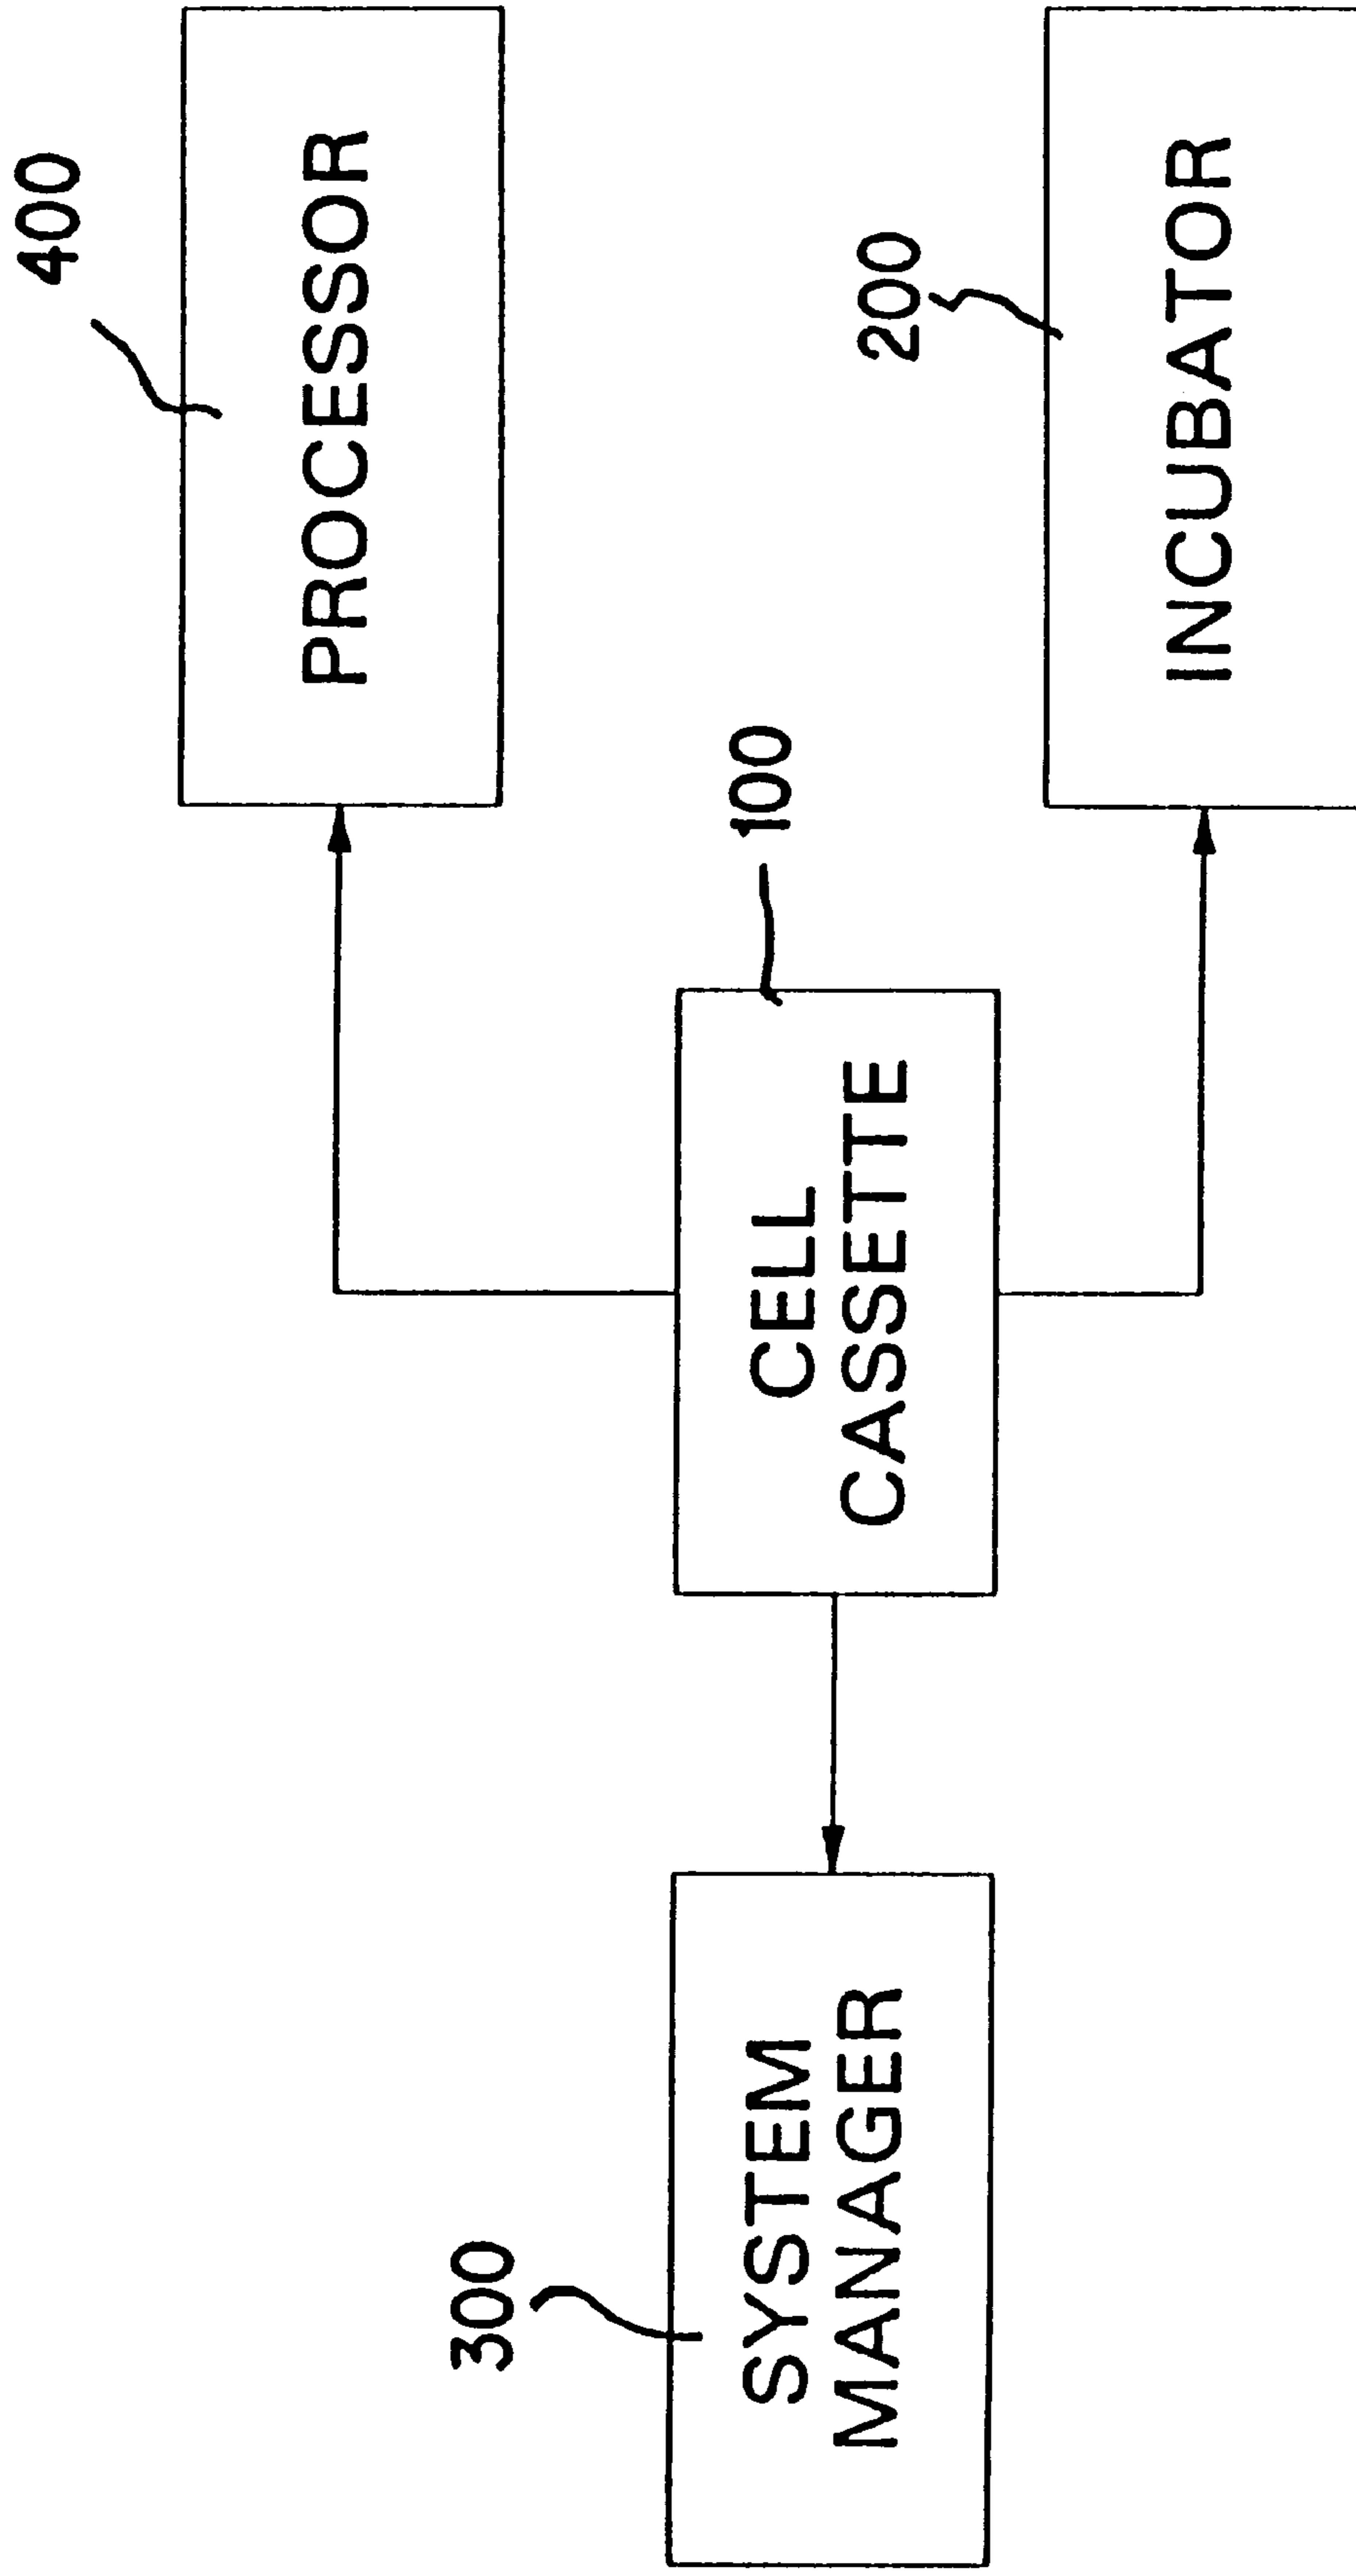 400
PROCESSOR
300
SYSTEM
MANAGER
CELL
CASSETTE
100
200
INCUBATOR